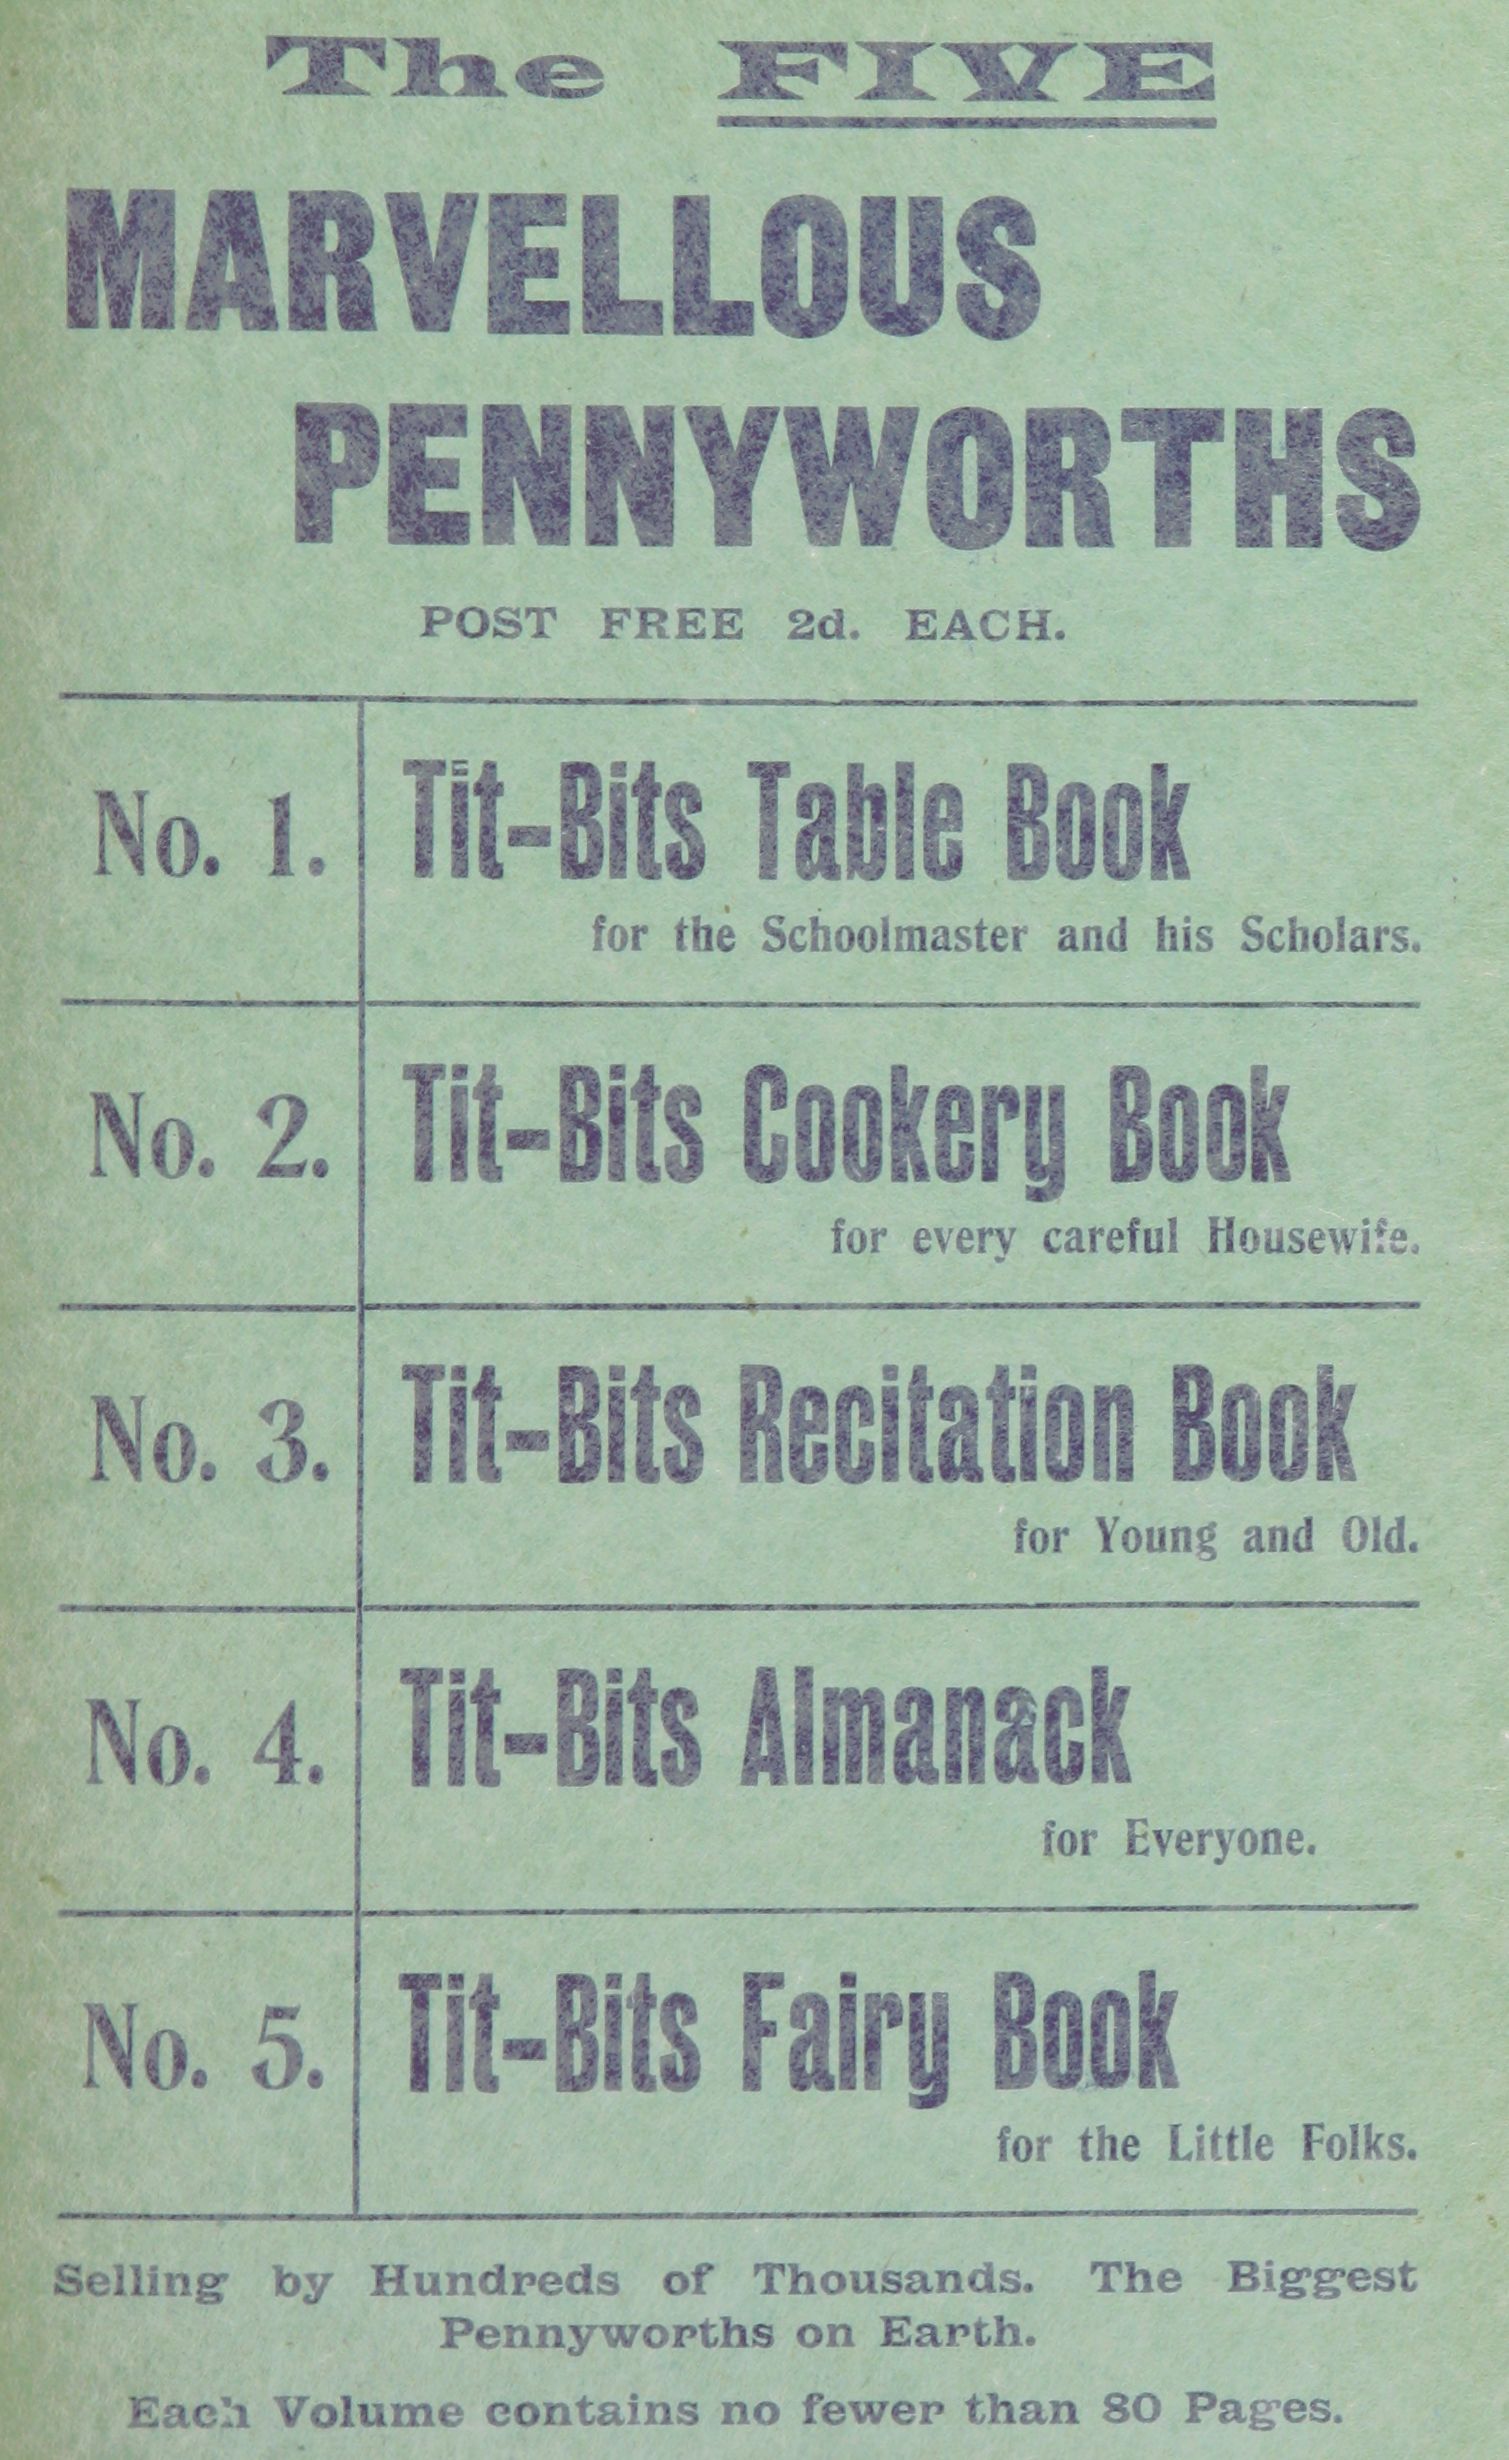 The FIVE
MARVELLOUS
PENNYWORTHS
POST FREE 2d. EACH.
No. 1. Tit-Bits Table Book
for the Schoolmaster and his Scholars.
No. 2. Tit-Bits Cookery Book
for every careful Housewife.
No. 3. Tit-Bits Recitation Book
for Young and Old.
No. 4. Tit-Bits Almanack
for Everyone.
No. 5. Tit-Bits Fairy Book
for the Little Folks.
Selling by Hundreds of Thousands. The Biggest
Pennyworths on Earth.
Each Volume contains no fewer than 80 Pages.